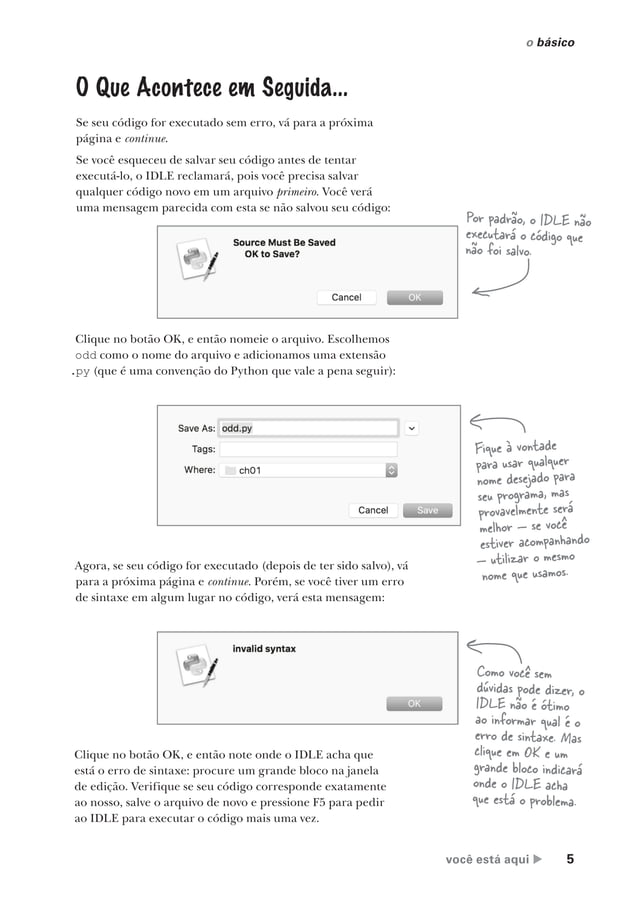 o básico
O Que Acontece em Seguida...
Se seu código for executado sem erro, vá para a próxima
página e continue.
Se você esqueceu de salvar seu código antes de tentar
executá-lo, o IDLE reclamará, pois você precisa salvar
qualquer código novo em um arquivo primeiro. Você verá
uma mensagem parecida com esta se não salvou seu código:
Por padrão, o IDLE não
executará o código que
não foi salvo.
Source Must Be Saved
OK to Save?
Cancel OK
Clique no botão OK, e então nomeie o arquivo. Escolhemos
odd como o nome do arquivo e adicionamos uma extensão
.py (que é uma convenção do Python que vale a pena seguir):
Save As: odd.py
Tags:
Where: ch01
Cancel Save
Fique à vontade
para usar qualquer
nome desejado para
seu programa, mas
provavelmente será
melhor — se você
estiver acompanhando
— utilizar o mesmo
nome que usamos.
Agora, se seu código for executado (depois de ter sido salvo), vá
para a próxima página e continue. Porém, se você tiver um erro
de sintaxe em algum lugar no código, verá esta mensagem:
invalid syntax
OK
Como você sem
dúvidas pode dizer, o
IDLE não é ótimo
ao informar qual é o
erro de sintaxe. Mas
clique em OK e um
grande bloco indicará
onde o IDLE acha
que está o problema.
Clique no botão OK, e então note onde o IDLE acha que
está o erro de sintaxe: procure um grande bloco na janela
de edição. Verifique se seu código corresponde exatamente
ao nosso, salve o arquivo de novo e pressione F5 para pedir
ao IDLE para executar o código mais uma vez.
você está aqui ▶ 5